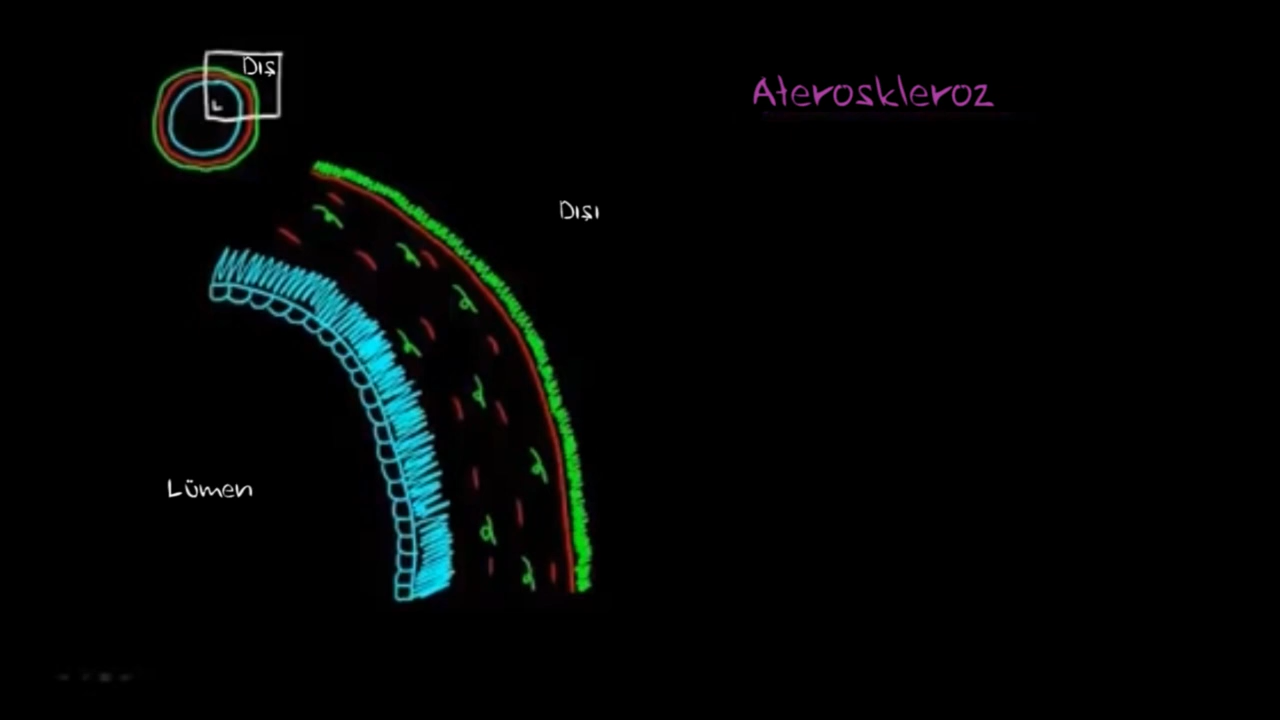 Dış
L
Ateroskleroz
Dışı
Lümen